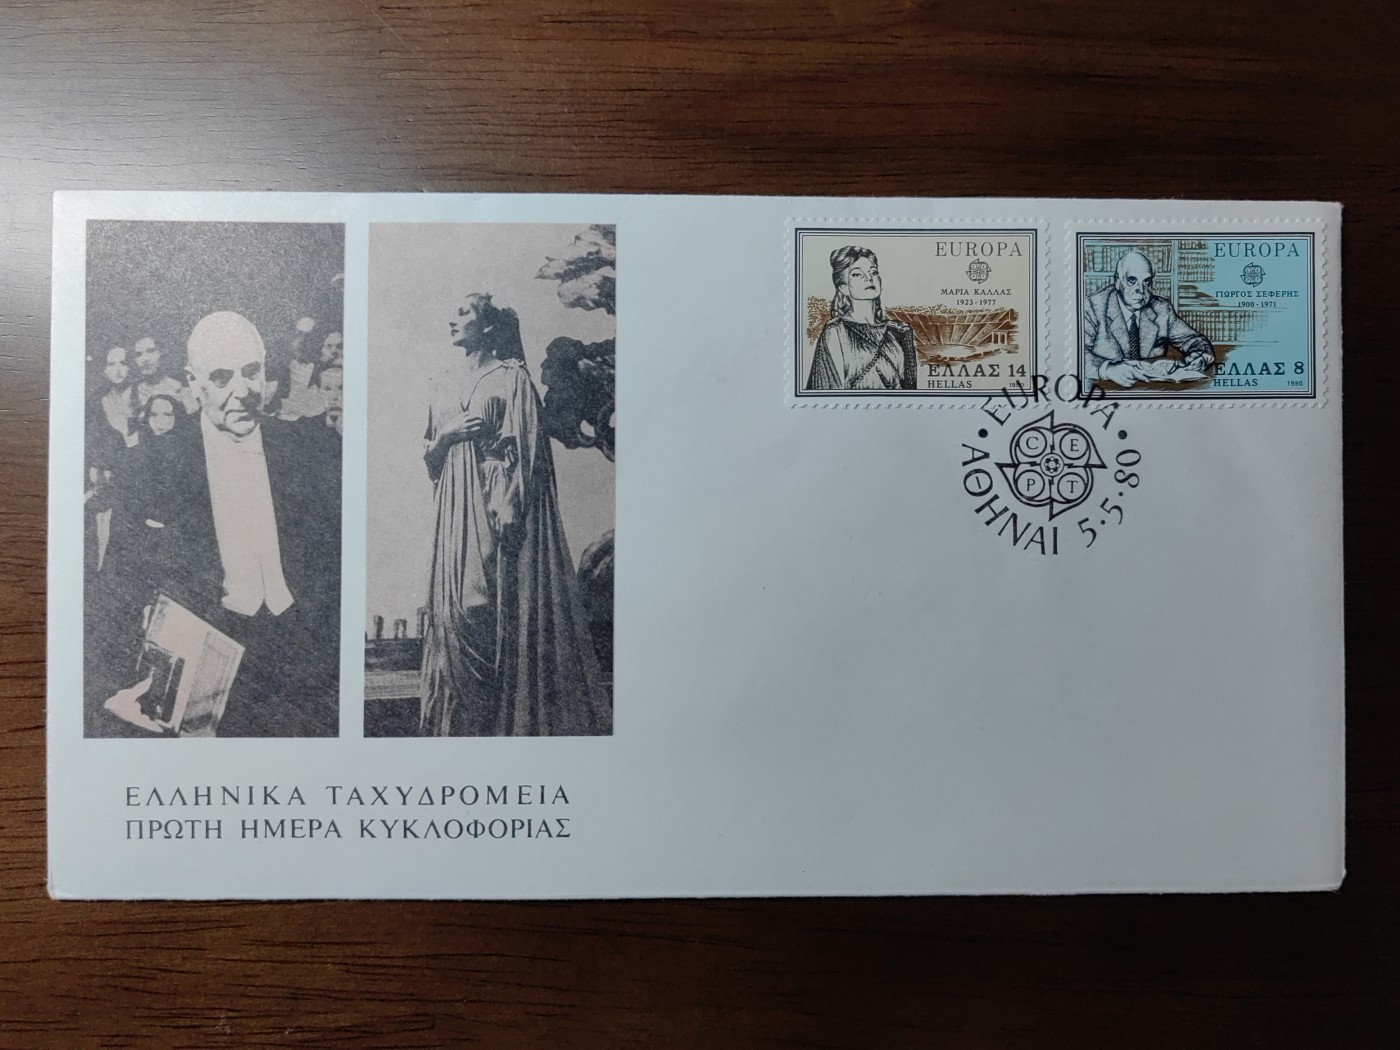 EUROPA
ΜΑΡΙΑ ΚΑΛΛΑΣ
1923-1977
ΕΛΛΑΣ 14
HELLAS
1980
EUROPA
ΓΙΩΡΓΟΣ ΣΕΦΕΡΗΣ
1900-1971
ΕΛΛΑΣ 8
HELLAS
1980
• EUROPA •
C E
P T
ΑΘΗΝΑΙ 5.5.80
ΕΛΛΗΝΙΚΑ ΤΑΧΥΔΡΟΜΕΙΑ
ΠΡΩΤΗ ΗΜΕΡΑ ΚΥΚΛΟΦΟΡΙΑΣ